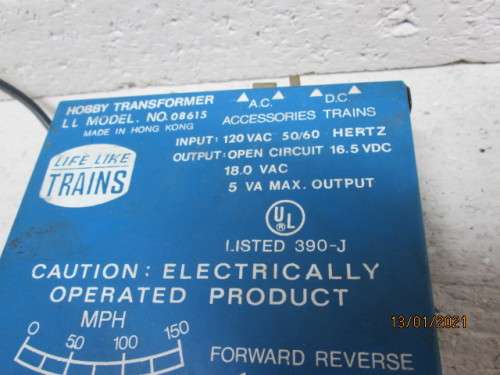 HOBBY TRANSFORMER
LL MODEL. NO. 08615
MADE IN HONG KONG
A.C. D.C
ACCESSORIES TRAINS
INPUT: 120 VAC 50/60 HERTZ
OUTPUT: OPEN CIRCUIT 16.5 VDC
18.0 VAC
5 VA MAX. OUTPUT
LIFE LIKE
TRAINS
UL
LISTED 390-J
CAUTION: ELECTRICALLY
OPERATED PRODUCT
MPH
0 50 100 150
FORWARD REVERSE
13/01/2021